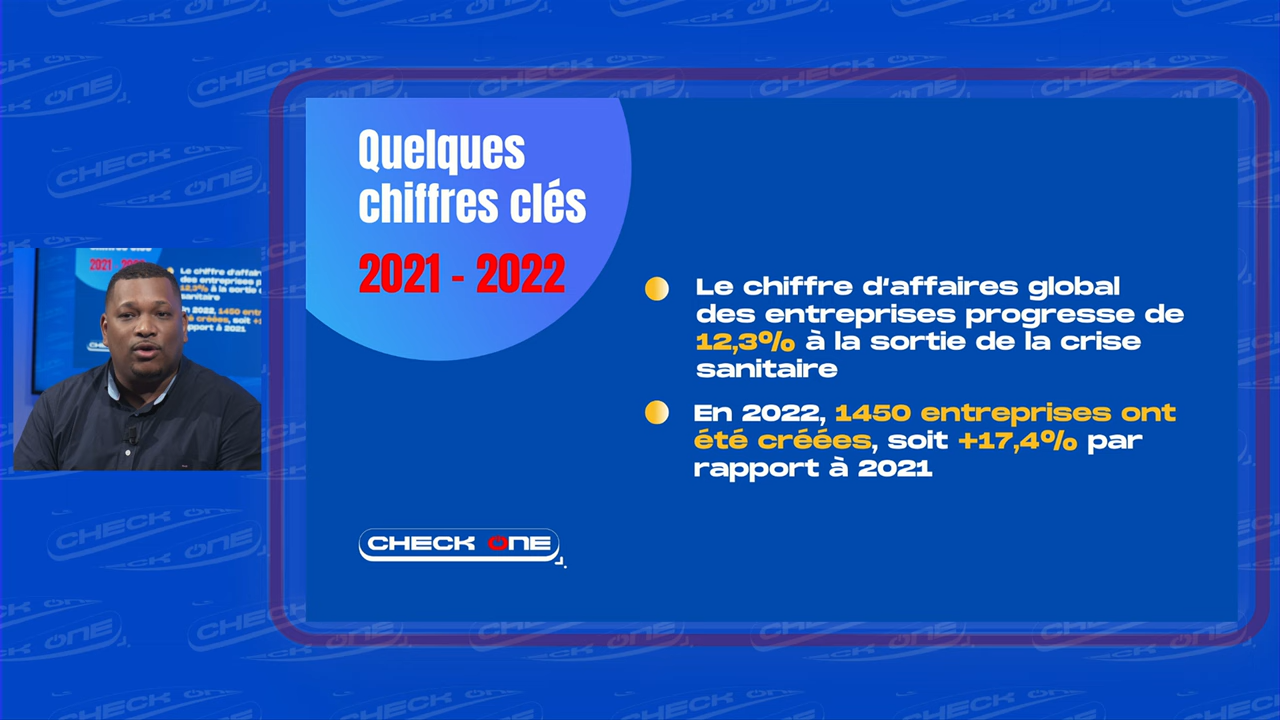 Quelques
chiffres clés
2021 - 2022
Le chiffre d'affaires global
des entreprises progresse de
12,3% à la sortie de la crise
sanitaire
En 2022, 1450 entreprises ont
été créées, soit +17,4% par
rapport à 2021
CHECK ONE